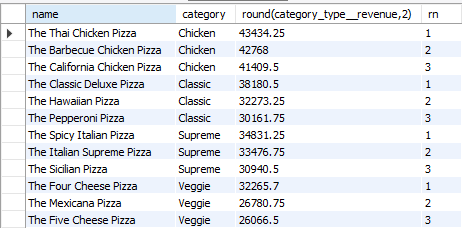 name category round(category_type__revenue,2) rn
The Thai Chicken Pizza Chicken 43434.25 1
The Barbecue Chicken Pizza Chicken 42768 2
The California Chicken Pizza Chicken 41409.5 3
The Classic Deluxe Pizza Classic 38180.5 1
The Hawaiian Pizza Classic 32273.25 2
The Pepperoni Pizza Classic 30161.75 3
The Spicy Italian Pizza Supreme 34831.25 1
The Italian Supreme Pizza Supreme 33476.75 2
The Sicilian Pizza Supreme 30940.5 3
The Four Cheese Pizza Veggie 32265.7 1
The Mexicana Pizza Veggie 26780.75 2
The Five Cheese Pizza Veggie 26066.5 3